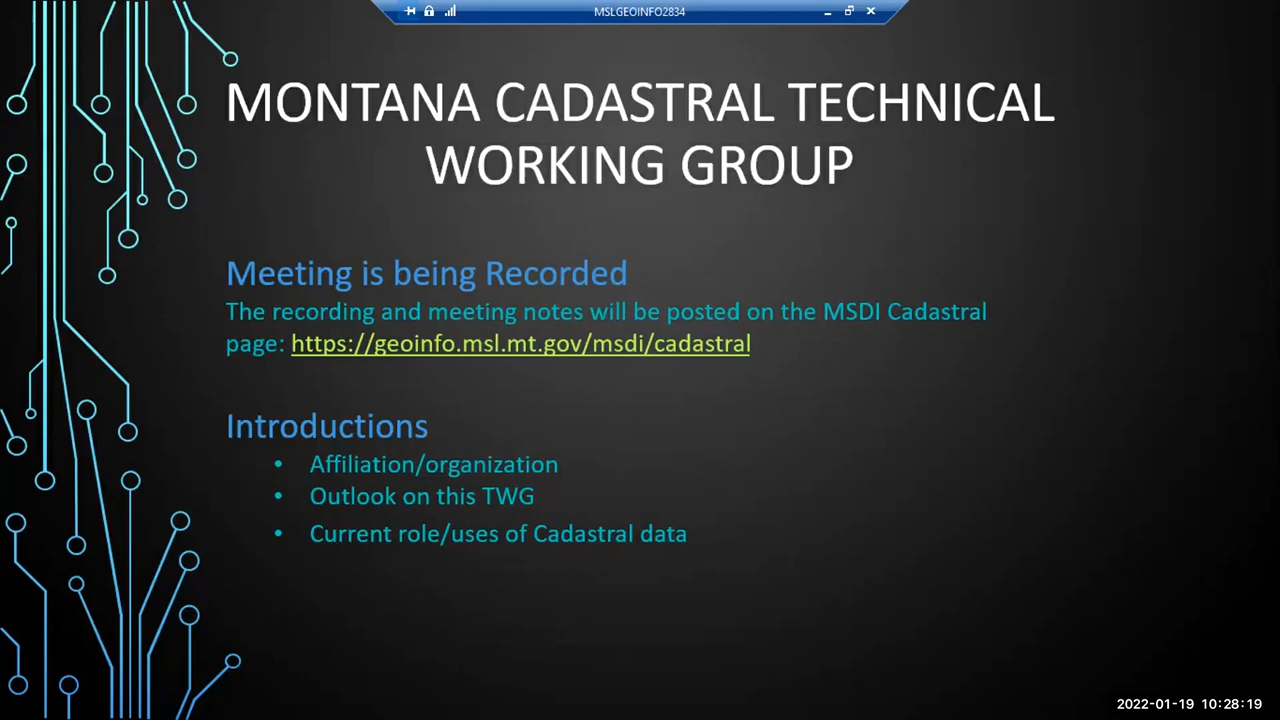 MSLGEOINFO2834
MONTANA CADASTRAL TECHNICAL
WORKING GROUP
Meeting is being Recorded
The recording and meeting notes will be posted on the MSDI Cadastral
page: https://geoinfo.msl.mt.gov/msdi/cadastral
Introductions
• Affiliation/organization
• Outlook on this TWG
• Current role/uses of Cadastral data
2022-01-19 10:28:19